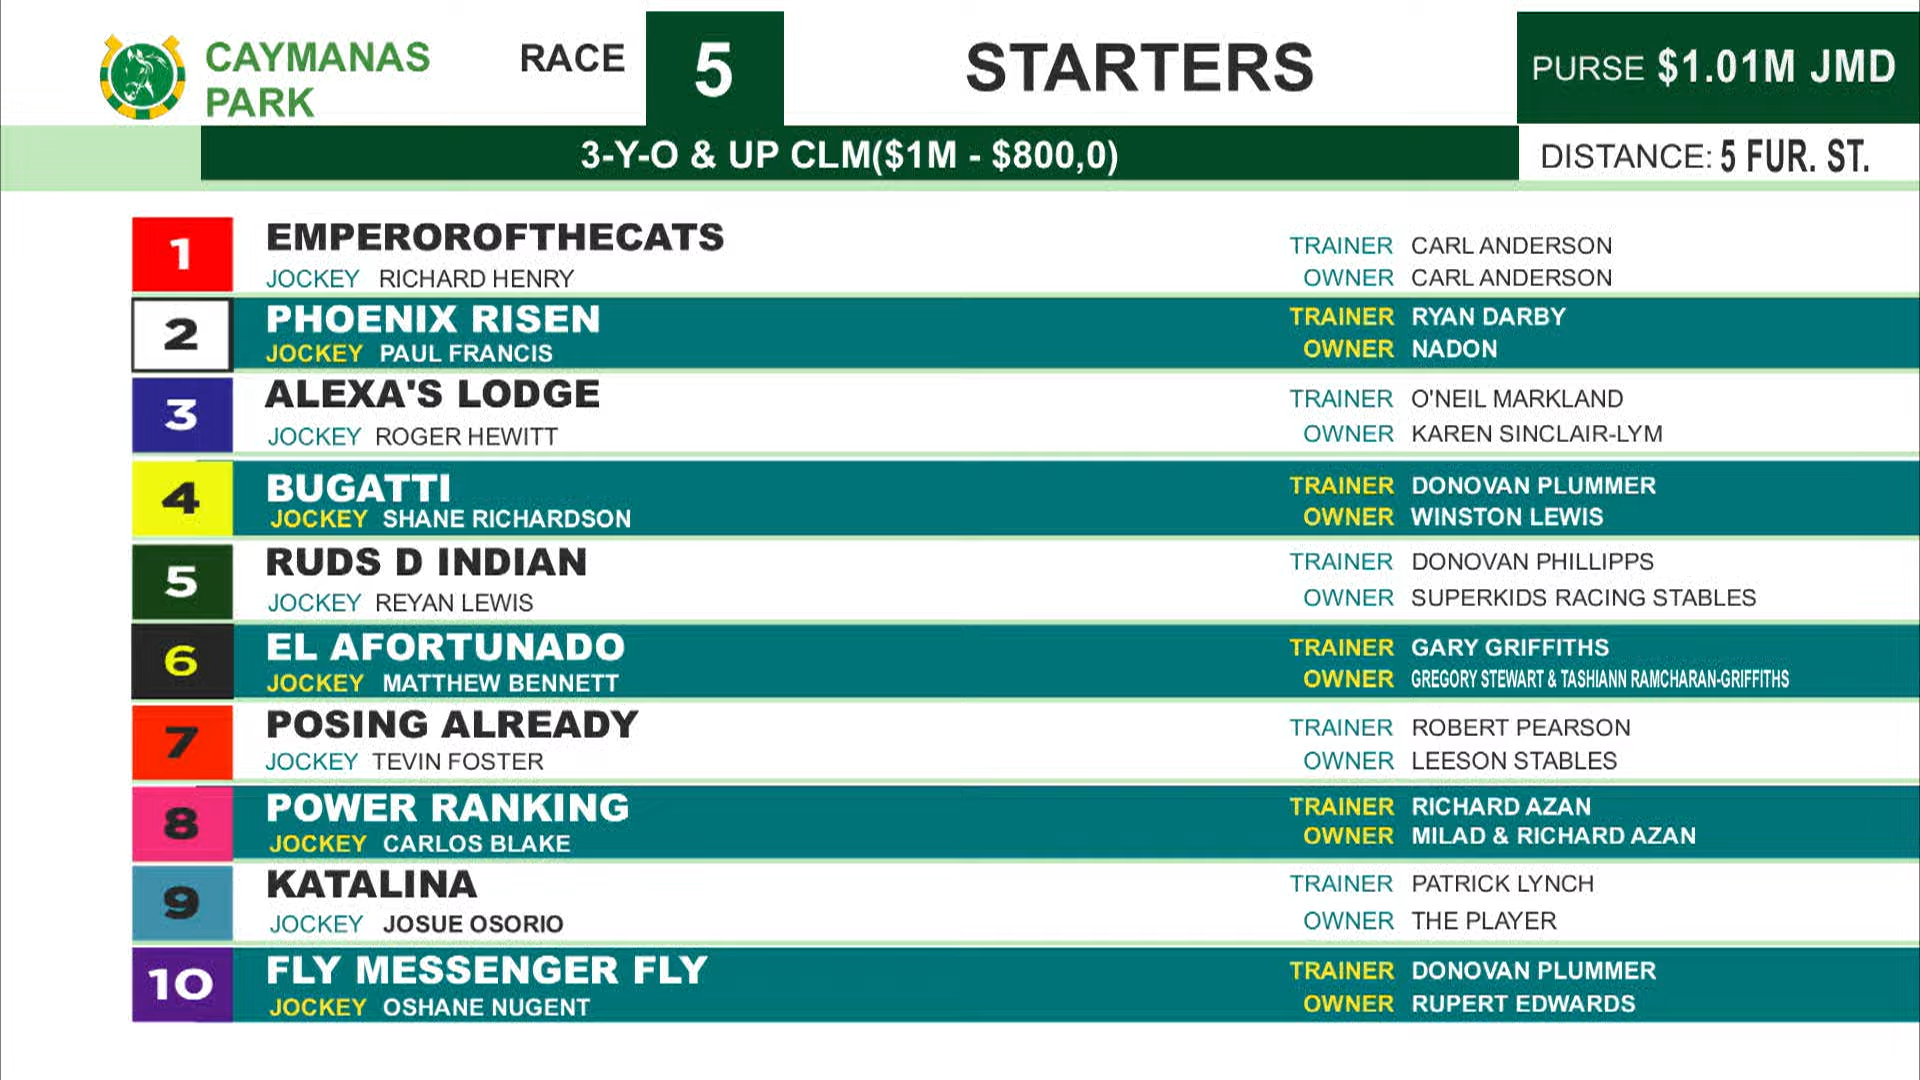 CAYMANAS PARK
RACE 5 STARTERS PURSE $1.01M JMD
3-Y-O & UP CLM($1M - $800,0) DISTANCE: 5 FUR. ST.
1 EMPEROROFTHECATS TRAINER CARL ANDERSON
JOCKEY RICHARD HENRY OWNER CARL ANDERSON
2 PHOENIX RISEN TRAINER RYAN DARBY
JOCKEY PAUL FRANCIS OWNER NADON
3 ALEXA'S LODGE TRAINER O'NEIL MARKLAND
JOCKEY ROGER HEWITT OWNER KAREN SINCLAIR-LYM
4 BUGATTI TRAINER DONOVAN PLUMMER
JOCKEY SHANE RICHARDSON OWNER WINSTON LEWIS
5 RUDS D INDIAN TRAINER DONOVAN PHILLIPPS
JOCKEY REYAN LEWIS OWNER SUPERKIDS RACING STABLES
6 EL AFORTUNADO TRAINER GARY GRIFFITHS
JOCKEY MATTHEW BENNETT OWNER GREGORY STEWART & TASHIANN RAMCHARAN-GRIFFITHS
7 POSING ALREADY TRAINER ROBERT PEARSON
JOCKEY TEVIN FOSTER OWNER LEESON STABLES
8 POWER RANKING TRAINER RICHARD AZAN
JOCKEY CARLOS BLAKE OWNER MILAD & RICHARD AZAN
9 KATALINA TRAINER PATRICK LYNCH
JOCKEY JOSUE OSORIO OWNER THE PLAYER
10 FLY MESSENGER FLY TRAINER DONOVAN PLUMMER
JOCKEY OSHANE NUGENT OWNER RUPERT EDWARDS